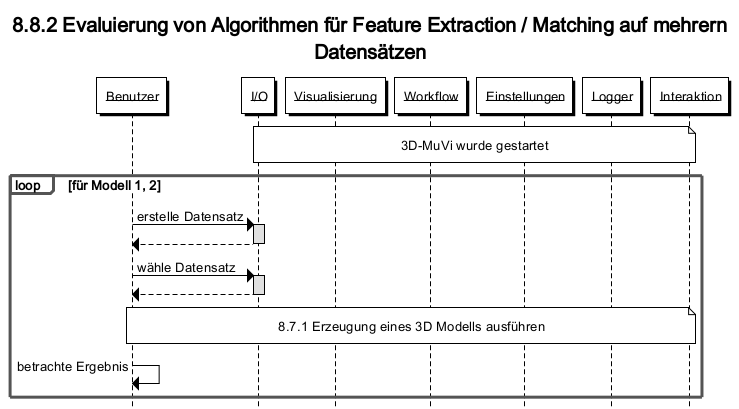 8.8.2 Evaluierung von Algorithmen für Feature Extraction / Matching auf mehrern
Datensätzen
Benutzer
I/O
Visualisierung
Workflow
Einstellungen
Logger
Interaktion
3D-MuVi wurde gestartet
loop
[für Modell 1, 2]
erstelle Datensatz
wähle Datensatz
8.7.1 Erzeugung eines 3D Modells ausführen
betrachte Ergebnis